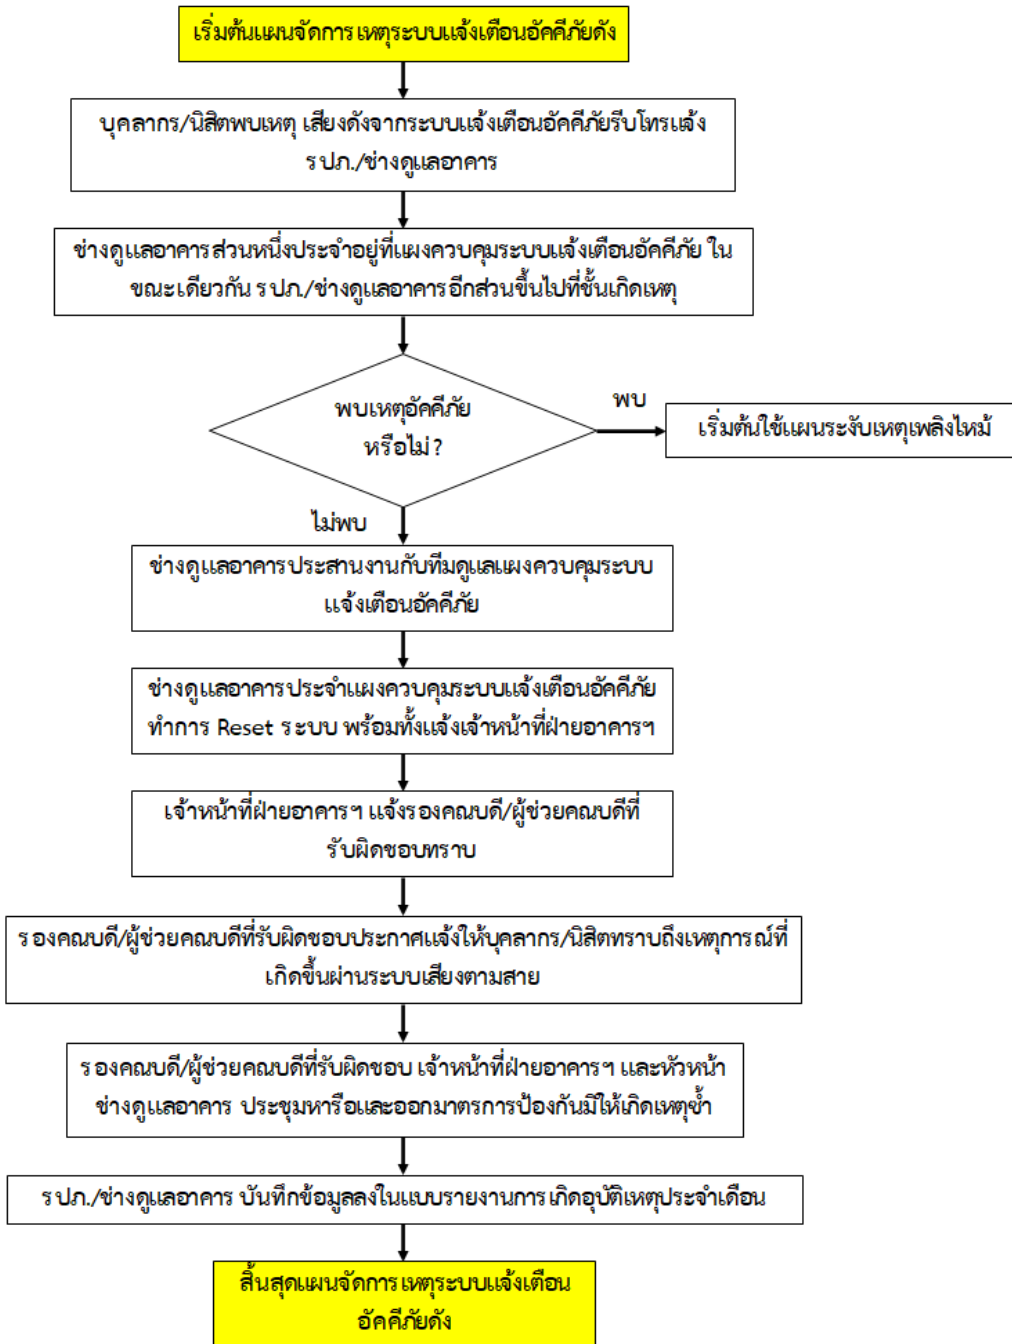 เริ่มต้นแผนจัดการเหตุระบบแจ้งเตือนอัคคีภัยดัง
บุคลากร/นิสิตพบเหตุ เสียงดังจากระบบแจ้งเตือนอัคคีภัยรีบโทรแจ้ง
รปภ./ช่างดูแลอาคาร
ช่างดูแลอาคารส่วนหนึ่งประจำอยู่ที่แผงควบคุมระบบแจ้งเตือนอัคคีภัย ใน
ขณะเดียวกัน รปภ./ช่างดูแลอาคารอีกส่วนขึ้นไปที่ชั้นเกิดเหตุ
พบเหตุอัคคีภัย
หรือไม่?
พบ
เริ่มต้นใช้แผนระงับเหตุเพลิงไหม้
ไม่พบ
ช่างดูแลอาคารประสานงานกับทีมดูแลแผงควบคุมระบบ
แจ้งเตือนอัคคีภัย
ช่างดูแลอาคารประจำแผงควบคุมระบบแจ้งเตือนอัคคีภัย
ทำการ Reset ระบบ พร้อมทั้งแจ้งเจ้าหน้าที่ฝ่ายอาคารฯ
เจ้าหน้าที่ฝ่ายอาคารฯ แจ้งรองคณบดี/ผู้ช่วยคณบดีที่
รับผิดชอบทราบ
รองคณบดี/ผู้ช่วยคณบดีที่รับผิดชอบประกาศแจ้งให้บุคลากร/นิสิตทราบถึงเหตุการณ์ที่
เกิดขึ้นผ่านระบบเสียงตามสาย
รองคณบดี/ผู้ช่วยคณบดีที่รับผิดชอบ เจ้าหน้าที่ฝ่ายอาคารฯ และหัวหน้า
ช่างดูแลอาคาร ประชุมหารือและออกมาตรการป้องกันมิให้เกิดเหตุซ้ำ
รปภ./ช่างดูแลอาคาร บันทึกข้อมูลลงในแบบรายงานการเกิดอุบัติเหตุประจำเดือน
สิ้นสุดแผนจัดการเหตุระบบแจ้งเตือน
อัคคีภัยดัง